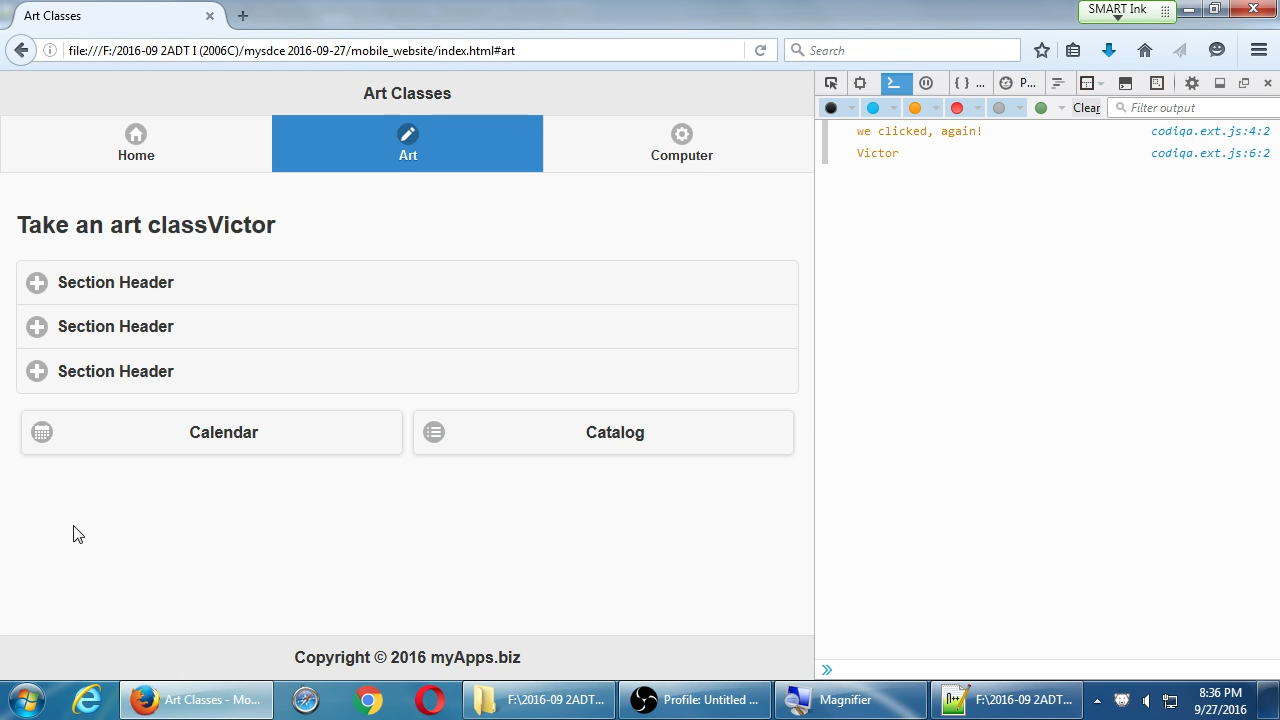 Art Classes
SMART Ink
file:///F:/2016-09 2ADT I (2006C)/mysdce 2016-09-27/mobile_website/index.html#art
Search
Art Classes
{ } ...
P...
Home
Art
Computer
Clear
Filter output
we clicked, again! codiqa.ext.js:4:2
Victor codiqa.ext.js:6:2
Take an art classVictor
Section Header
Section Header
Section Header
Calendar
Catalog
Copyright © 2016 myApps.biz
Art Classes - Mo...
F:\2016-09 2ADT...
Profile: Untitled ...
Magnifier
F:\2016-09 2ADT...
8:36 PM
9/27/2016